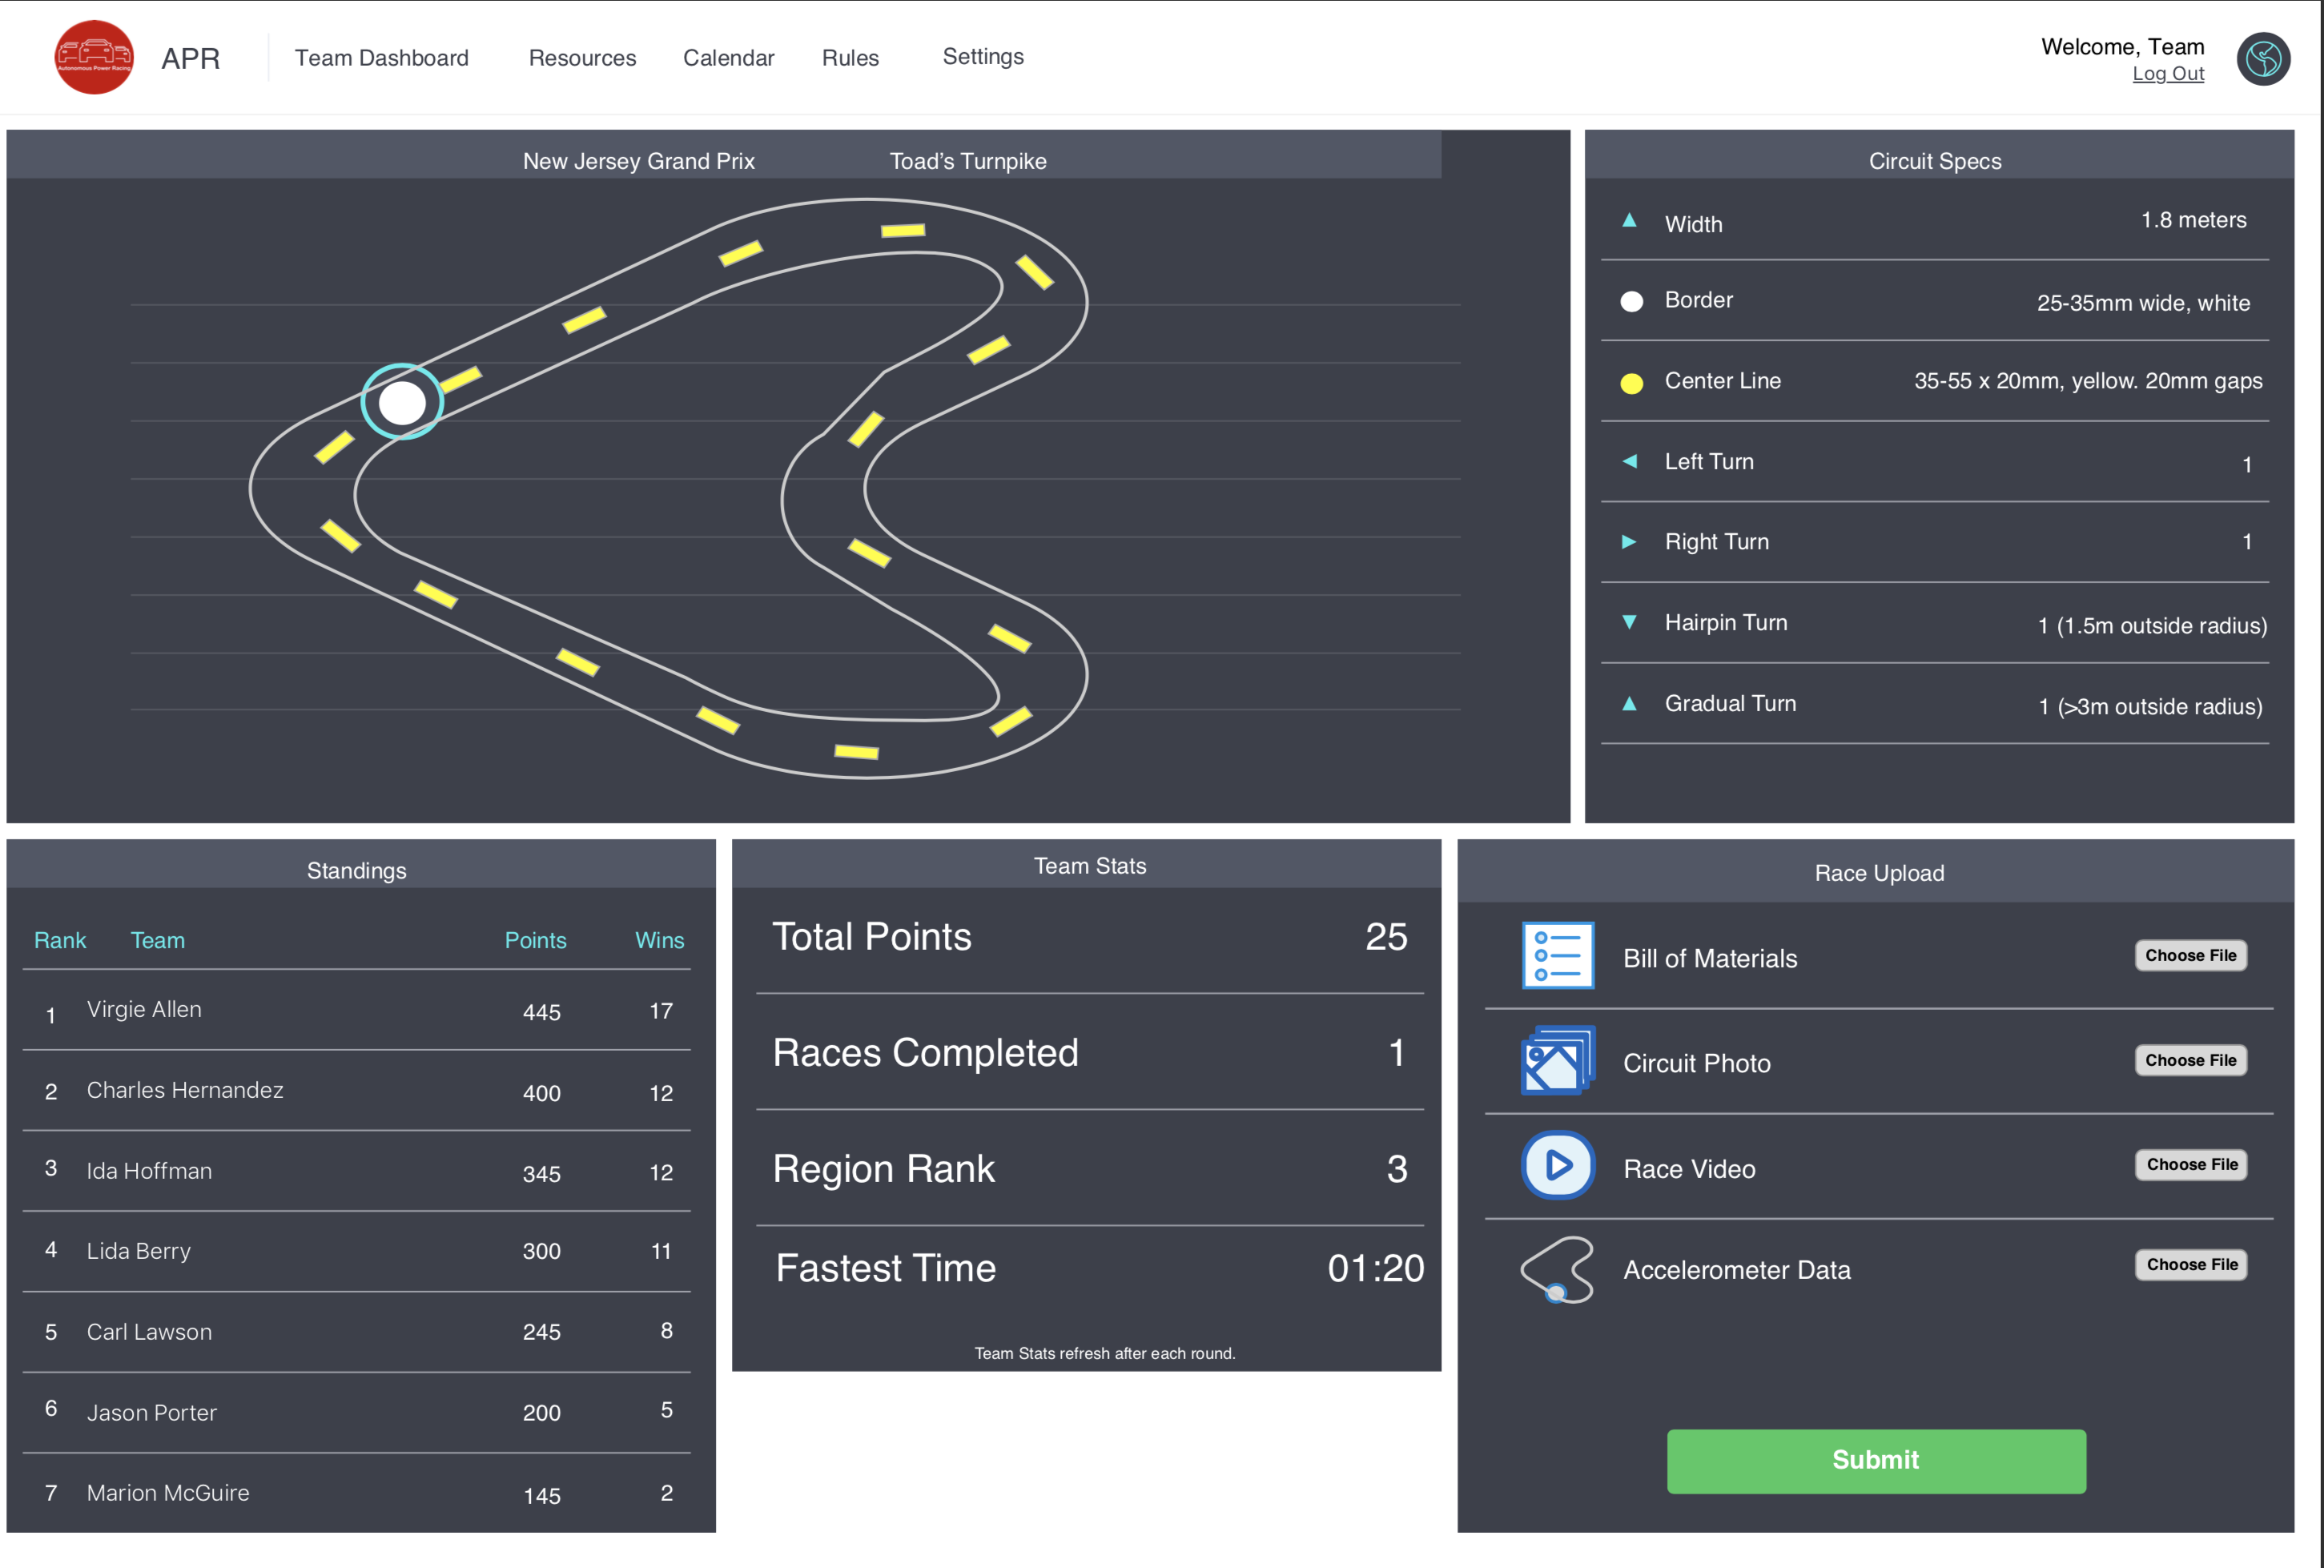 Autonomous Power Racing
APR
Team Dashboard
Resources
Calendar
Rules
Settings
Welcome, Team
Log Out
New Jersey Grand Prix
Toad’s Turnpike
Circuit Specs
Width 1.8 meters
Border 25-35mm wide, white
Center Line 35-55 x 20mm, yellow. 20mm gaps
Left Turn 1
Right Turn 1
Hairpin Turn 1 (1.5m outside radius)
Gradual Turn 1 (>3m outside radius)
Standings
Rank Team Points Wins
1 Virgie Allen 445 17
2 Charles Hernandez 400 12
3 Ida Hoffman 345 12
4 Lida Berry 300 11
5 Carl Lawson 245 8
6 Jason Porter 200 5
7 Marion McGuire 145 2
Team Stats
Total Points 25
Races Completed 1
Region Rank 3
Fastest Time 01:20
Team Stats refresh after each round.
Race Upload
Bill of Materials Choose File
Circuit Photo Choose File
Race Video Choose File
Accelerometer Data Choose File
Submit